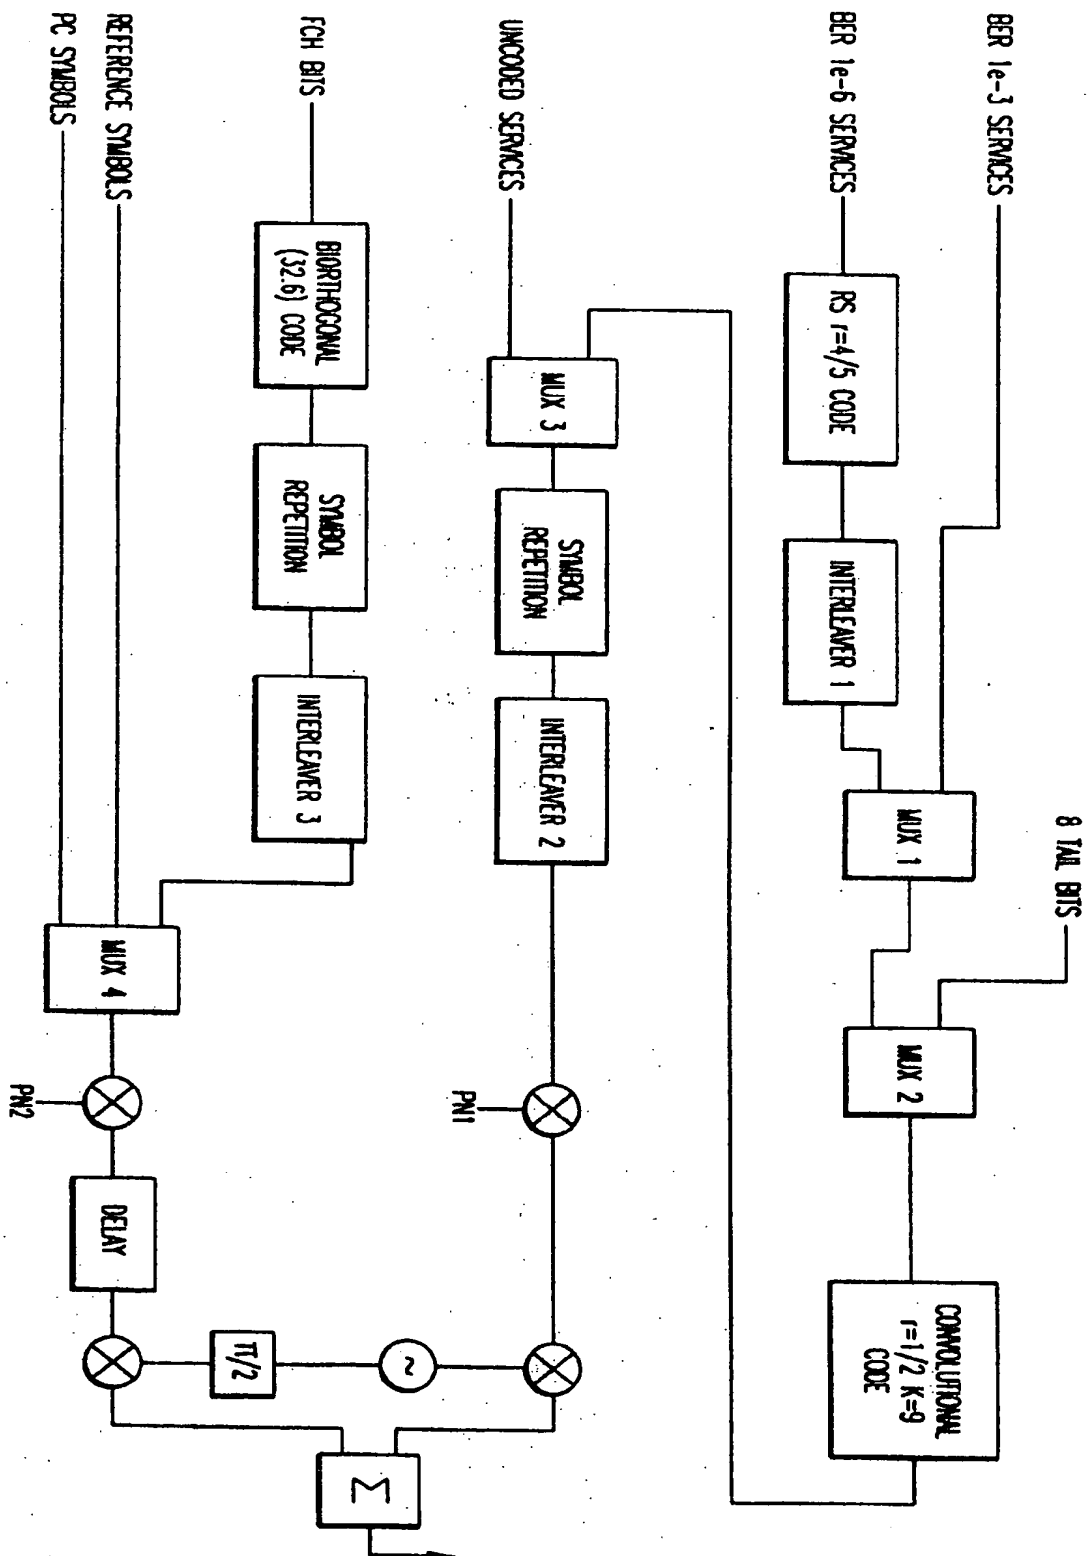 BER 1e-3 SERVICES
8 TAIL BITS
BER 1e-6 SERVICES
RS r=4/5 CODE
INTERLEAVER 1
MUX 1
MUX 2
CONVOLUTIONAL
r=1/2 K=9
CODE
UNCODED SERVICES
MUX 3
SYMBOL
REPETITION
INTERLEAVER 2
PN1
~
π/2
Σ
FCH BITS
BIORTHOGONAL
(32.6) CODE
SYMBOL
REPETITION
INTERLEAVER 3
REFERENCE SYMBOLS
PC SYMBOLS
MUX 4
PN2
DELAY